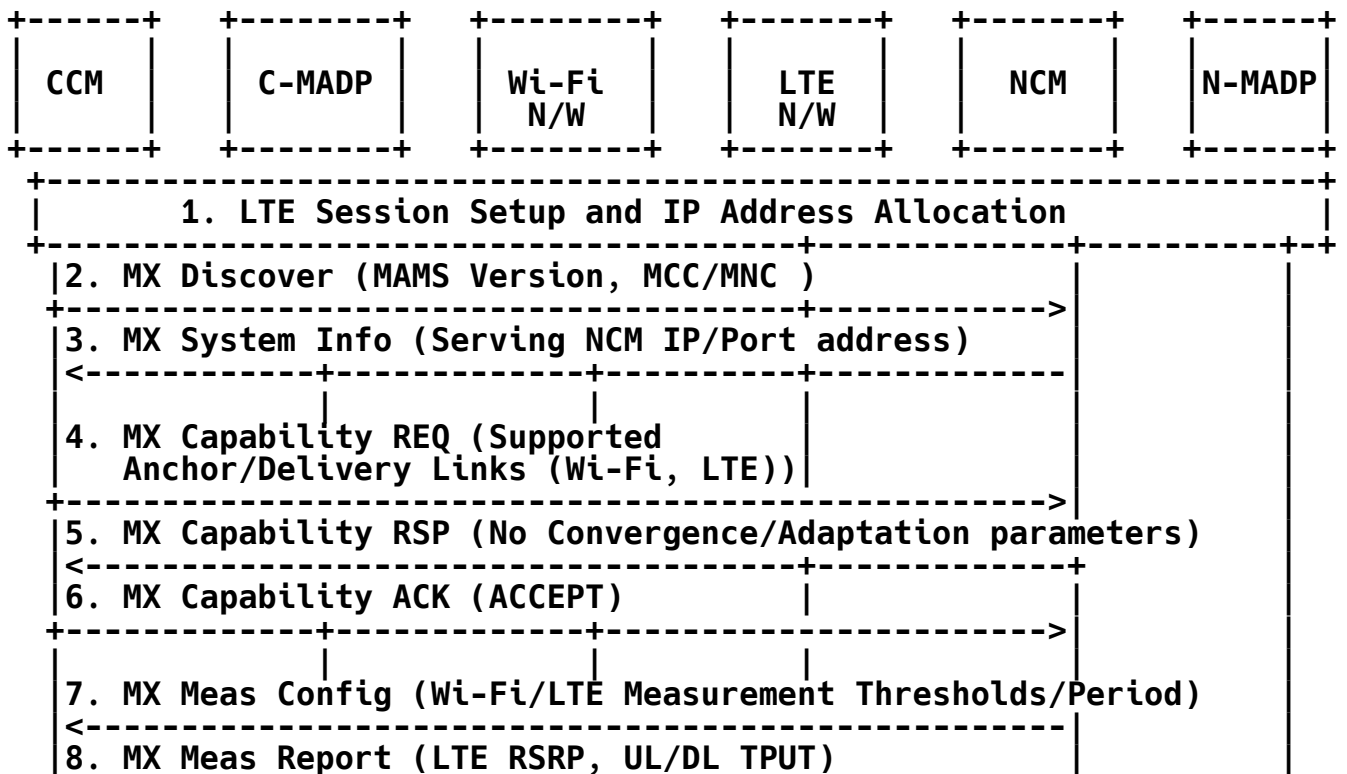 CCM C-MADP Wi-Fi LTE NCM N-MADP
N/W N/W
1. LTE Session Setup and IP Address Allocation
2. MX Discover (MAMS Version, MCC/MNC )
3. MX System Info (Serving NCM IP/Port address)
4. MX Capability REQ (Supported
Anchor/Delivery Links (Wi-Fi, LTE))
5. MX Capability RSP (No Convergence/Adaptation parameters)
6. MX Capability ACK (ACCEPT)
7. MX Meas Config (Wi-Fi/LTE Measurement Thresholds/Period)
8. MX Meas Report (LTE RSRP, UL/DL TPUT)